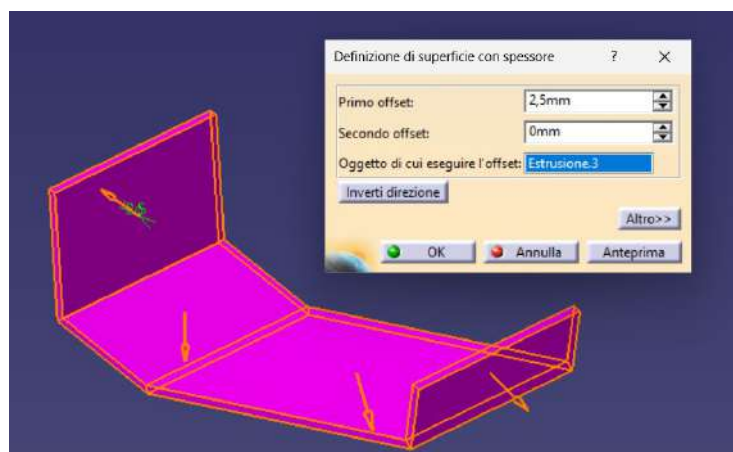 Definizione di superficie con spessore ? ×
Primo offset: 2,5mm
Secondo offset: 0mm
Oggetto di cui eseguire l'offset: Estrusione.3
Inverti direzione
Altro>>
OK Annulla Anteprima